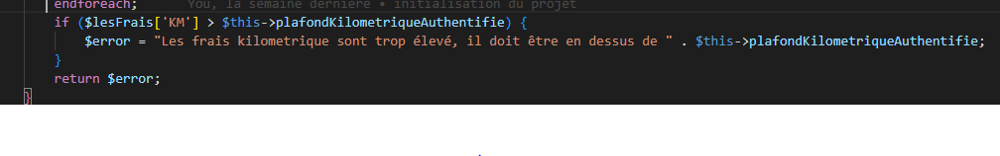 endforeach; You, la semaine dernière • initialisation du projet
if ($lesFrais['KM'] > $this->plafondKilometriqueAuthentifie) {
$error = "Les frais kilometrique sont trop élevé, il doit être en dessus de " . $this->plafondKilometriqueAuthentifie;
}
return $error;
}